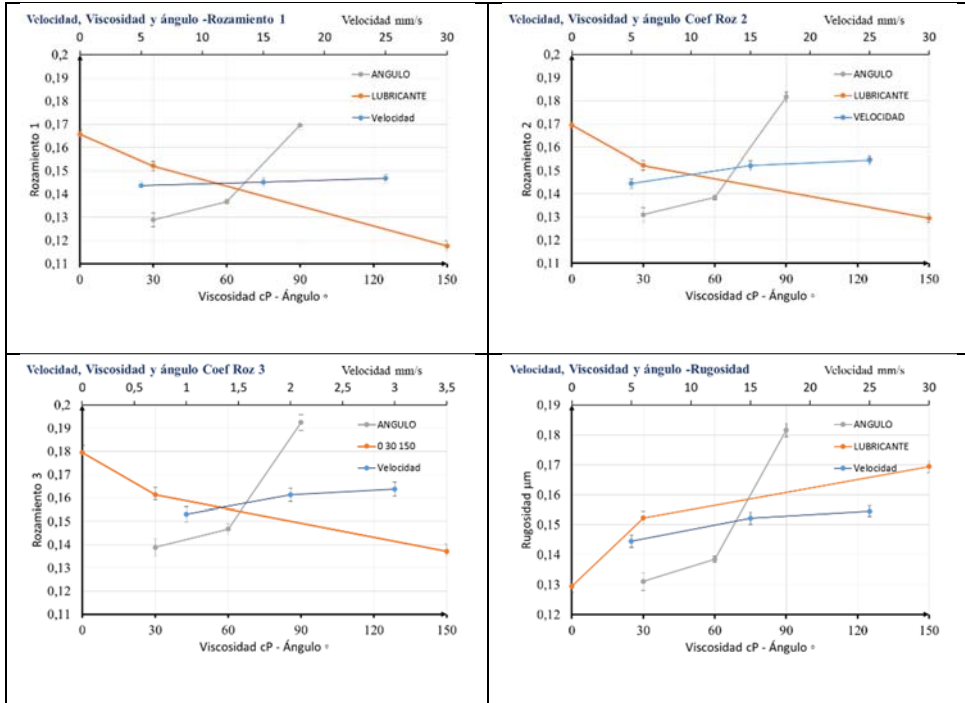 Velocidad, Viscosidad y ángulo -Rozamiento 1 Velocidad mm/s
0 5 10 15 20 25 30
0,2
0,19
0,18
0,17
0,16
0,15
0,14
0,13
0,12
0,11
Rozamiento 1
ANGULO
LUBRICANTE
Velocidad
0 30 60 90 120 150
Viscosidad cP - Ángulo º
Velocidad, Viscosidad y ángulo Coef Roz 2 Velocidad mm/s
0 5 10 15 20 25 30
0,2
0,19
0,18
0,17
0,16
0,15
0,14
0,13
0,12
0,11
Rozamiento 2
ANGULO
LUBRICANTE
VELOCIDAD
0 30 60 90 120 150
Viscosidad cP - Ángulo º
Velocidad, Viscosidad y ángulo Coef Roz 3 Velocidad mm/s
0 0,5 1 1,5 2 2,5 3 3,5
0,2
0,19
0,18
0,17
0,16
0,15
0,14
0,13
0,12
0,11
Rozamiento 3
ANGULO
0 30 150
Velocidad
0 30 60 90 120 150
Viscosidad cP - Ángulo º
Velocidad, Viscosidad y ángulo -Rugosidad Velocidad mm/s
0 5 10 15 20 25 30
0,19
0,18
0,17
0,16
0,15
0,14
0,13
0,12
Rugosidad µm
ANGULO
LUBRICANTE
Velocidad
0 30 60 90 120 150
Viscosidad cP - Ángulo º